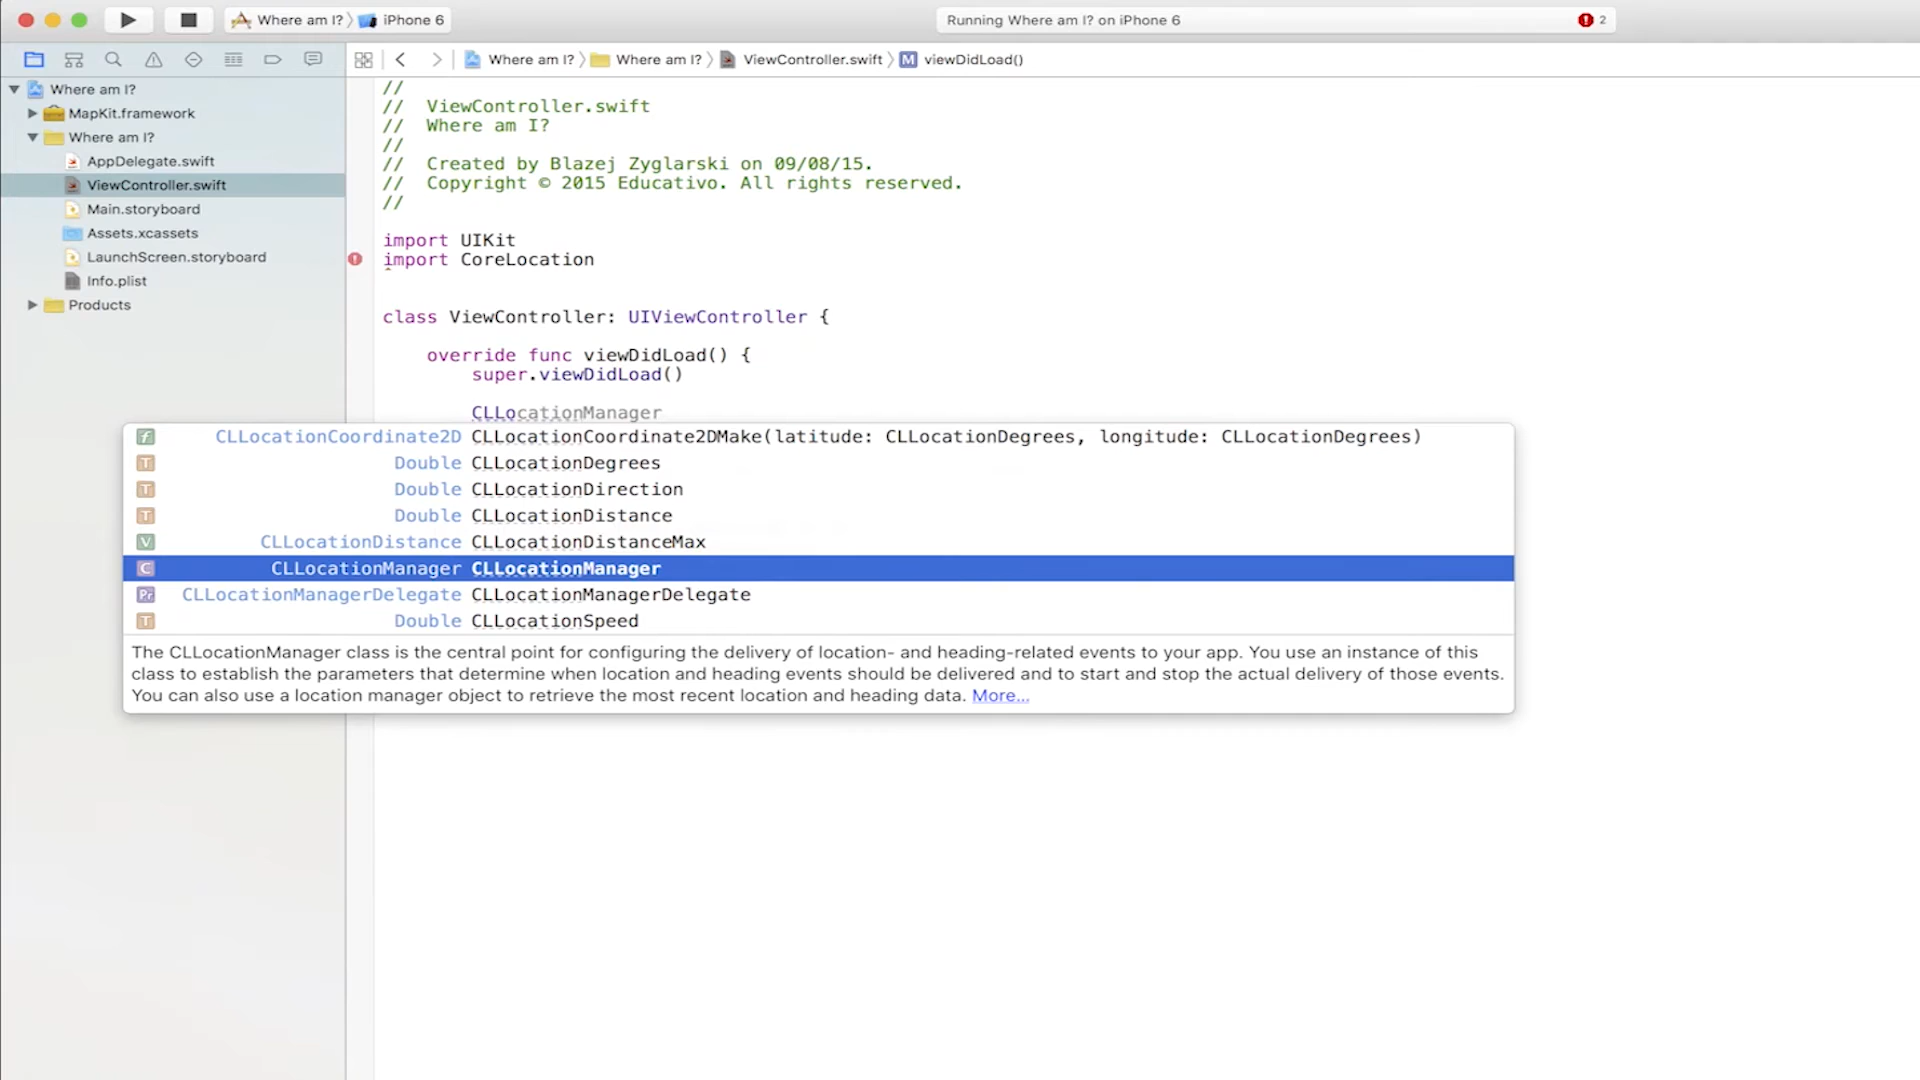 Where am I? iPhone 6
Running Where am I? on iPhone 6
2
Where am I? Where am I? ViewController.swift M viewDidLoad()
Where am I?
MapKit.framework
Where am I?
AppDelegate.swift
ViewController.swift
Main.storyboard
Assets.xcassets
LaunchScreen.storyboard
Info.plist
Products
//
// ViewController.swift
// Where am I?
//
// Created by Blazej Zyglarski on 09/08/15.
// Copyright © 2015 Educativo. All rights reserved.
//
import UIKit
import CoreLocation
class ViewController: UIViewController {
override func viewDidLoad() {
super.viewDidLoad()
CLLocationManager
f CLLocationCoordinate2D CLLocationCoordinate2DMake(latitude: CLLocationDegrees, longitude: CLLocationDegrees)
T Double CLLocationDegrees
T Double CLLocationDirection
T Double CLLocationDistance
V CLLocationDistance CLLocationDistanceMax
C CLLocationManager CLLocationManager
Pr CLLocationManagerDelegate CLLocationManagerDelegate
T Double CLLocationSpeed
The CLLocationManager class is the central point for configuring the delivery of location- and heading-related events to your app. You use an instance of this
class to establish the parameters that determine when location and heading events should be delivered and to start and stop the actual delivery of those events.
You can also use a location manager object to retrieve the most recent location and heading data. More...